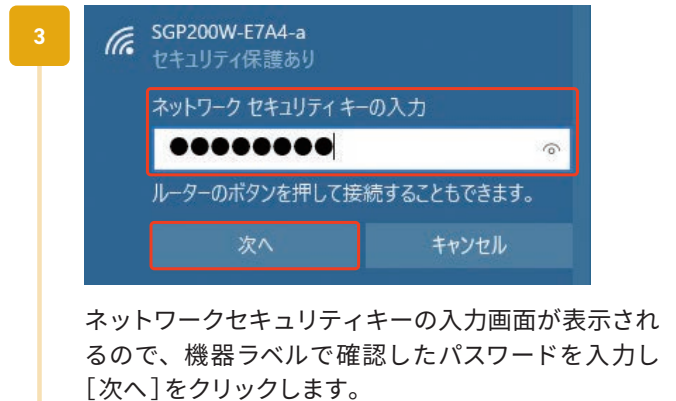 3
SGP200W-E7A4-a
セキュリティ保護あり
ネットワーク セキュリティ キーの入力
●●●●●●●●
ルーターのボタンを押して接続することもできます。
次へ
キャンセル
ネットワークセキュリティキーの入力画面が表示され
るので、機器ラベルで確認したパスワードを入力し
[次へ]をクリックします。